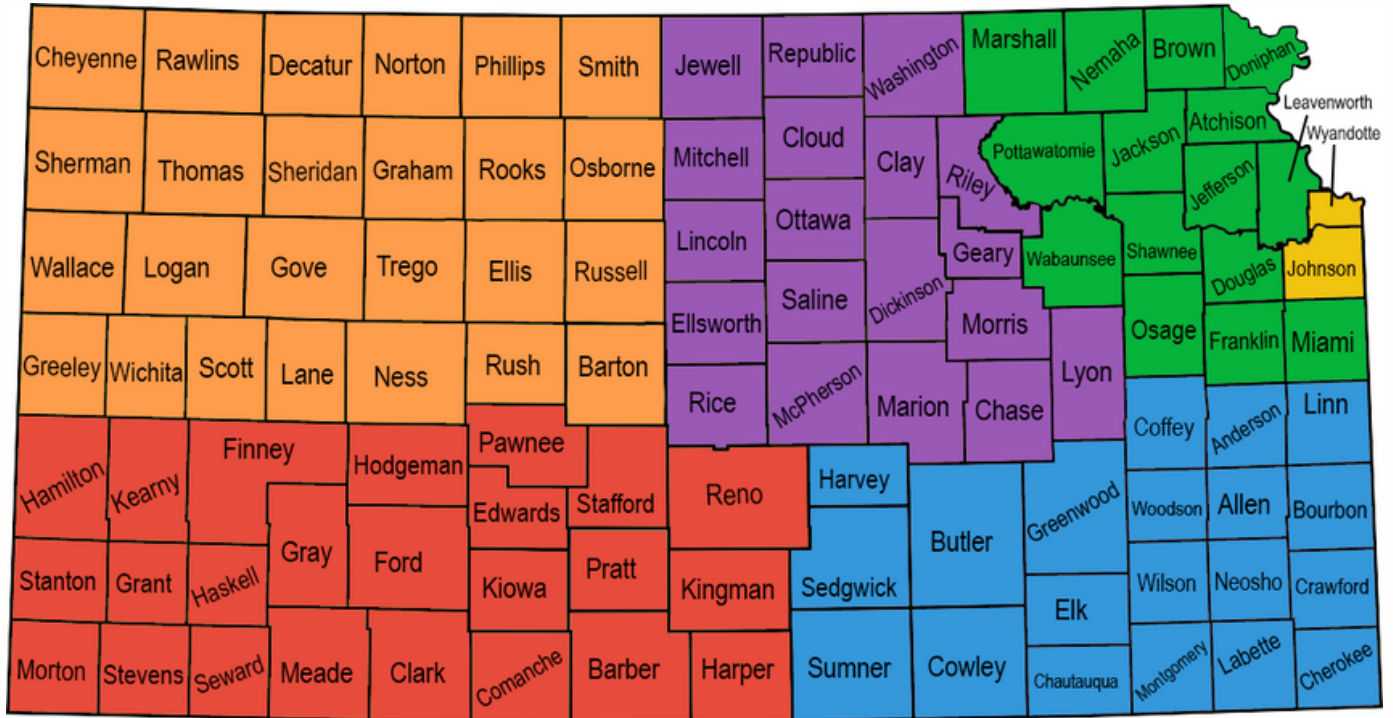 Cheyenne
Rawlins
Decatur
Norton
Phillips
Smith
Jewell
Republic
Washington
Marshall
Nemaha
Brown
Doniphan
Leavenworth
Wyandotte
Sherman
Thomas
Sheridan
Graham
Rooks
Osborne
Mitchell
Cloud
Clay
Riley
Pottawatomie
Jackson
Atchison
Jefferson
Wallace
Logan
Gove
Trego
Ellis
Russell
Lincoln
Ottawa
Saline
Dickinson
Geary
Wabaunsee
Shawnee
Douglas
Johnson
Greeley
Wichita
Scott
Lane
Ness
Rush
Barton
Ellsworth
Rice
McPherson
Marion
Morris
Chase
Lyon
Osage
Franklin
Miami
Hamilton
Kearny
Finney
Hodgeman
Pawnee
Edwards
Stafford
Reno
Harvey
Butler
Greenwood
Coffey
Anderson
Linn
Woodson
Allen
Bourbon
Stanton
Grant
Haskell
Gray
Ford
Kiowa
Pratt
Kingman
Sedgwick
Elk
Wilson
Neosho
Crawford
Morton
Stevens
Seward
Meade
Clark
Comanche
Barber
Harper
Sumner
Cowley
Chautauqua
Montgomery
Labette
Cherokee